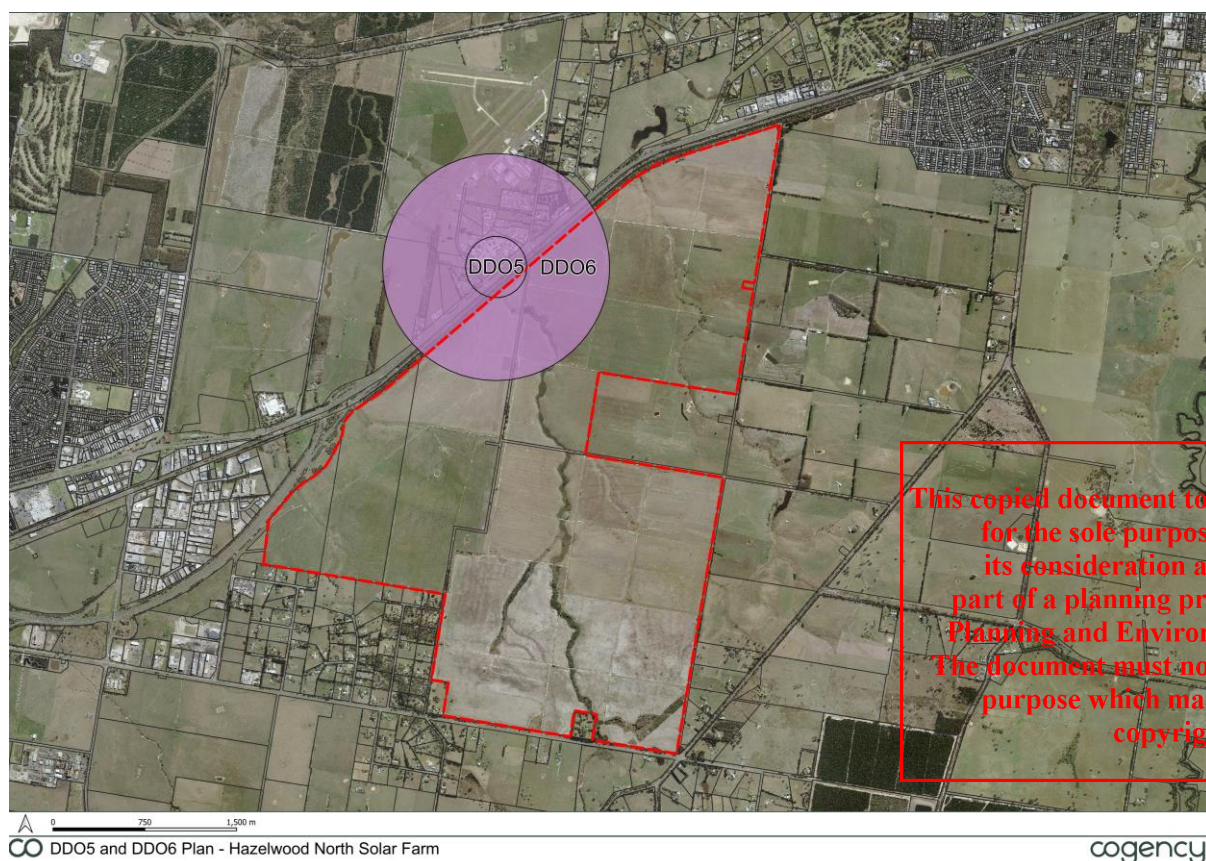 DDO5 DDO6
This copied document to
for the sole purpos
its consideration a
part of a planning pr
Planning and Environ
The document must no
purpose which ma
copyrig
0 750 1,500 m
CO DDO5 and DDO6 Plan - Hazelwood North Solar Farm
cogency